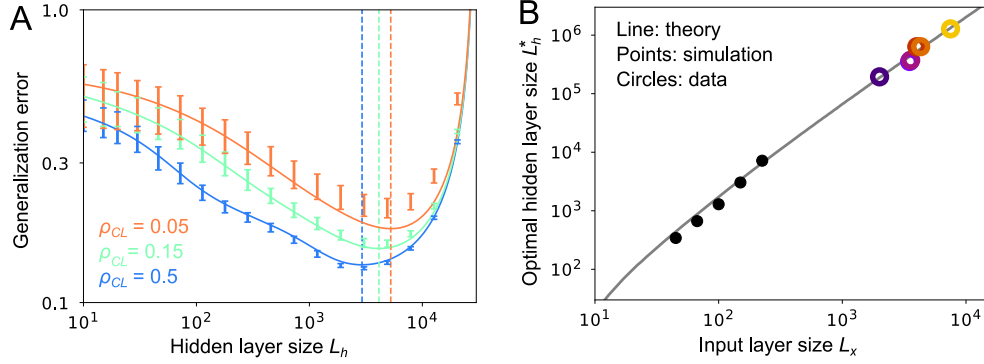 A
Generalization error
1.0
0.3
0.1
ρCL = 0.05
ρCL = 0.15
ρCL = 0.5
10¹ 10² 10³ 10⁴
Hidden layer size Lh
B
Optimal hidden layer size L*h
10⁶
10⁵
10⁴
10³
10²
Line: theory
Points: simulation
Circles: data
10¹ 10² 10³ 10⁴
Input layer size Lx